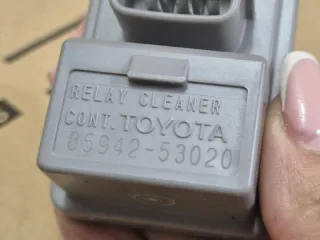 RELAY CLEANER
CONT. TOYOTA
85942-53020